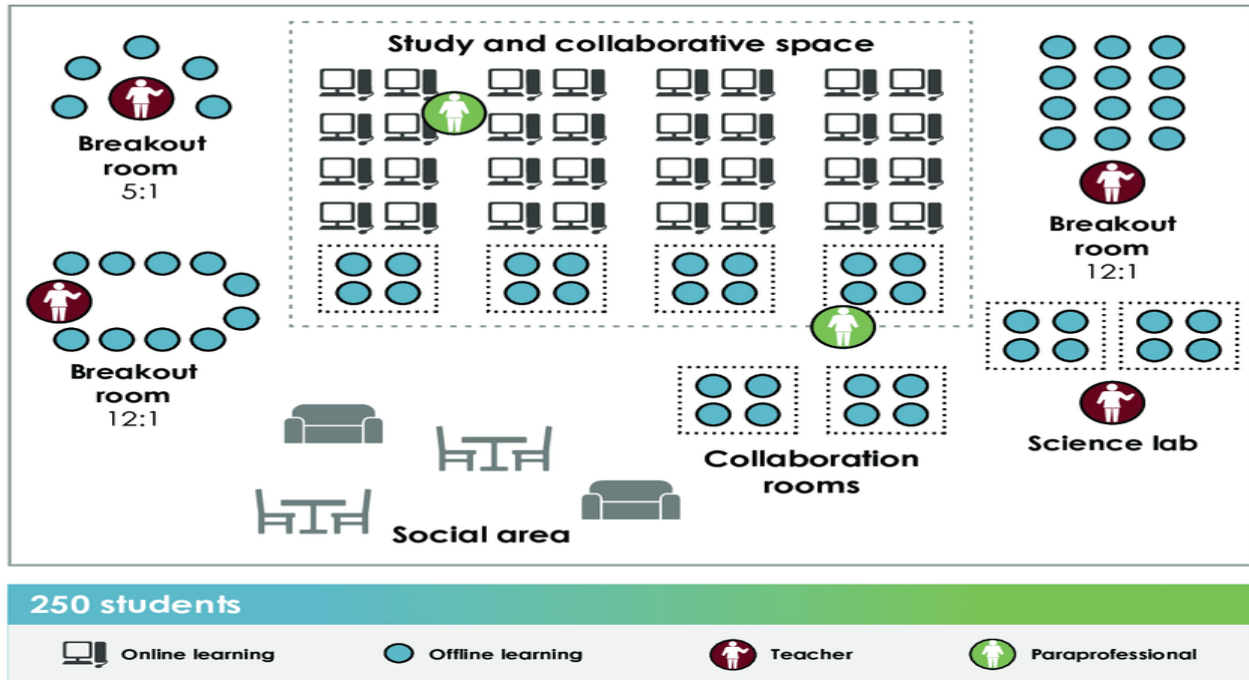 Study and collaborative space
Breakout
room
5:1
Breakout
room
12:1
Breakout
room
12:1
Science lab
Collaboration
rooms
Social area
250 students
Online learning
Offline learning
Teacher
Paraprofessional